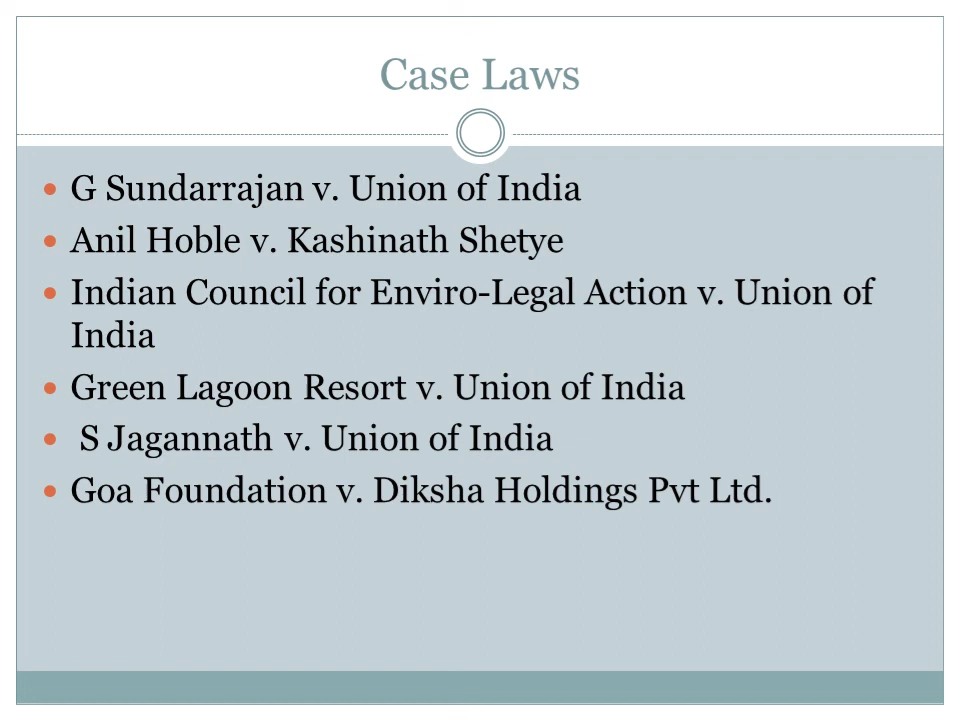 Case Laws
G Sundarrajan v. Union of India
Anil Hoble v. Kashinath Shetye
Indian Council for Enviro-Legal Action v. Union of
India
Green Lagoon Resort v. Union of India
S Jagannath v. Union of India
Goa Foundation v. Diksha Holdings Pvt Ltd.